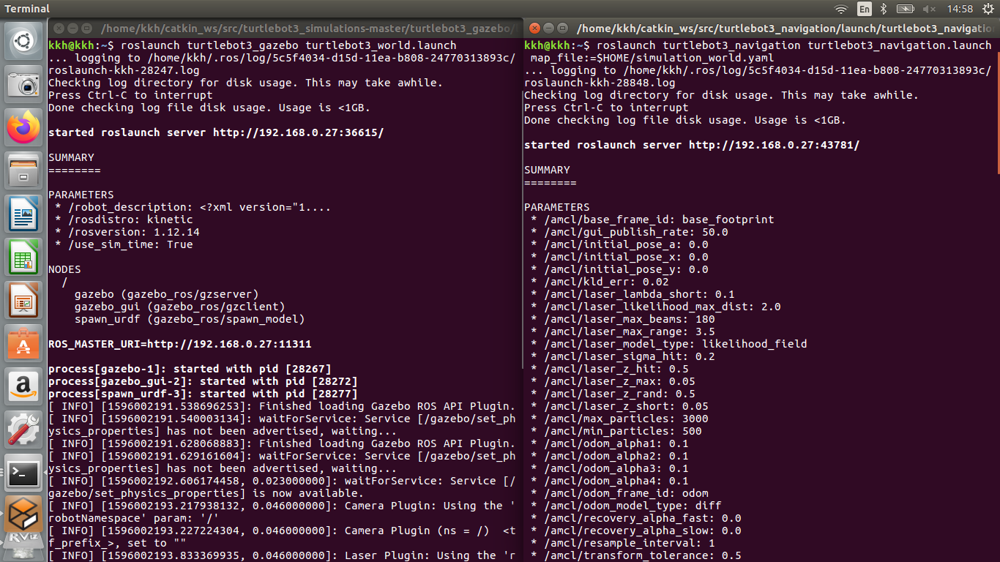 Terminal
En
14:58
/home/kkh/catkin_ws/src/turtlebot3_simulations-master/turtlebot3_gazebo/
kkh@kkh:~$ roslaunch turtlebot3_gazebo turtlebot3_world.launch
... logging to /home/kkh/.ros/log/5c5f4034-d15d-11ea-b808-24770313893c/
roslaunch-kkh-28247.log
Checking log directory for disk usage. This may take awhile.
Press Ctrl-C to interrupt
Done checking log file disk usage. Usage is <1GB.
started roslaunch server http://192.168.0.27:36615/
SUMMARY
========
PARAMETERS
* /robot_description: <?xml version="1....
* /rosdistro: kinetic
* /rosversion: 1.12.14
* /use_sim_time: True
NODES
/
gazebo (gazebo_ros/gzserver)
gazebo_gui (gazebo_ros/gzclient)
spawn_urdf (gazebo_ros/spawn_model)
ROS_MASTER_URI=http://192.168.0.27:11311
process[gazebo-1]: started with pid [28267]
process[gazebo_gui-2]: started with pid [28272]
process[spawn_urdf-3]: started with pid [28277]
[ INFO] [1596002191.538696253]: Finished loading Gazebo ROS API Plugin.
[ INFO] [1596002191.540003134]: waitForService: Service [/gazebo/set_ph
ysics_properties] has not been advertised, waiting...
[ INFO] [1596002191.628068883]: Finished loading Gazebo ROS API Plugin.
[ INFO] [1596002191.629161604]: waitForService: Service [/gazebo/set_ph
ysics_properties] has not been advertised, waiting...
[ INFO] [1596002192.606174458, 0.023000000]: waitForService: Service [/
gazebo/set_physics_properties] is now available.
[ INFO] [1596002193.217938132, 0.046000000]: Camera Plugin: Using the '
robotNamespace' param: '/'
[ INFO] [1596002193.227224304, 0.046000000]: Camera Plugin (ns = /)  <t
f_prefix_>, set to ""
[ INFO] [1596002193.833369935, 0.046000000]: Laser Plugin: Using the 'r
/home/kkh/catkin_ws/src/turtlebot3_navigation/launch/turtlebot3_navigatio
kkh@kkh:~$ roslaunch turtlebot3_navigation turtlebot3_navigation.launch
map_file:=$HOME/simulation_world.yaml
... logging to /home/kkh/.ros/log/5c5f4034-d15d-11ea-b808-24770313893c/
roslaunch-kkh-28848.log
Checking log directory for disk usage. This may take awhile.
Press Ctrl-C to interrupt
Done checking log file disk usage. Usage is <1GB.
started roslaunch server http://192.168.0.27:43781/
SUMMARY
========
PARAMETERS
* /amcl/base_frame_id: base_footprint
* /amcl/gui_publish_rate: 50.0
* /amcl/initial_pose_a: 0.0
* /amcl/initial_pose_x: 0.0
* /amcl/initial_pose_y: 0.0
* /amcl/kld_err: 0.02
* /amcl/laser_lambda_short: 0.1
* /amcl/laser_likelihood_max_dist: 2.0
* /amcl/laser_max_beams: 180
* /amcl/laser_max_range: 3.5
* /amcl/laser_model_type: likelihood_field
* /amcl/laser_sigma_hit: 0.2
* /amcl/laser_z_hit: 0.5
* /amcl/laser_z_max: 0.05
* /amcl/laser_z_rand: 0.5
* /amcl/laser_z_short: 0.05
* /amcl/max_particles: 3000
* /amcl/min_particles: 500
* /amcl/odom_alpha1: 0.1
* /amcl/odom_alpha2: 0.1
* /amcl/odom_alpha3: 0.1
* /amcl/odom_alpha4: 0.1
* /amcl/odom_frame_id: odom
* /amcl/odom_model_type: diff
* /amcl/recovery_alpha_fast: 0.0
* /amcl/recovery_alpha_slow: 0.0
* /amcl/resample_interval: 1
* /amcl/transform_tolerance: 0.5
RViz